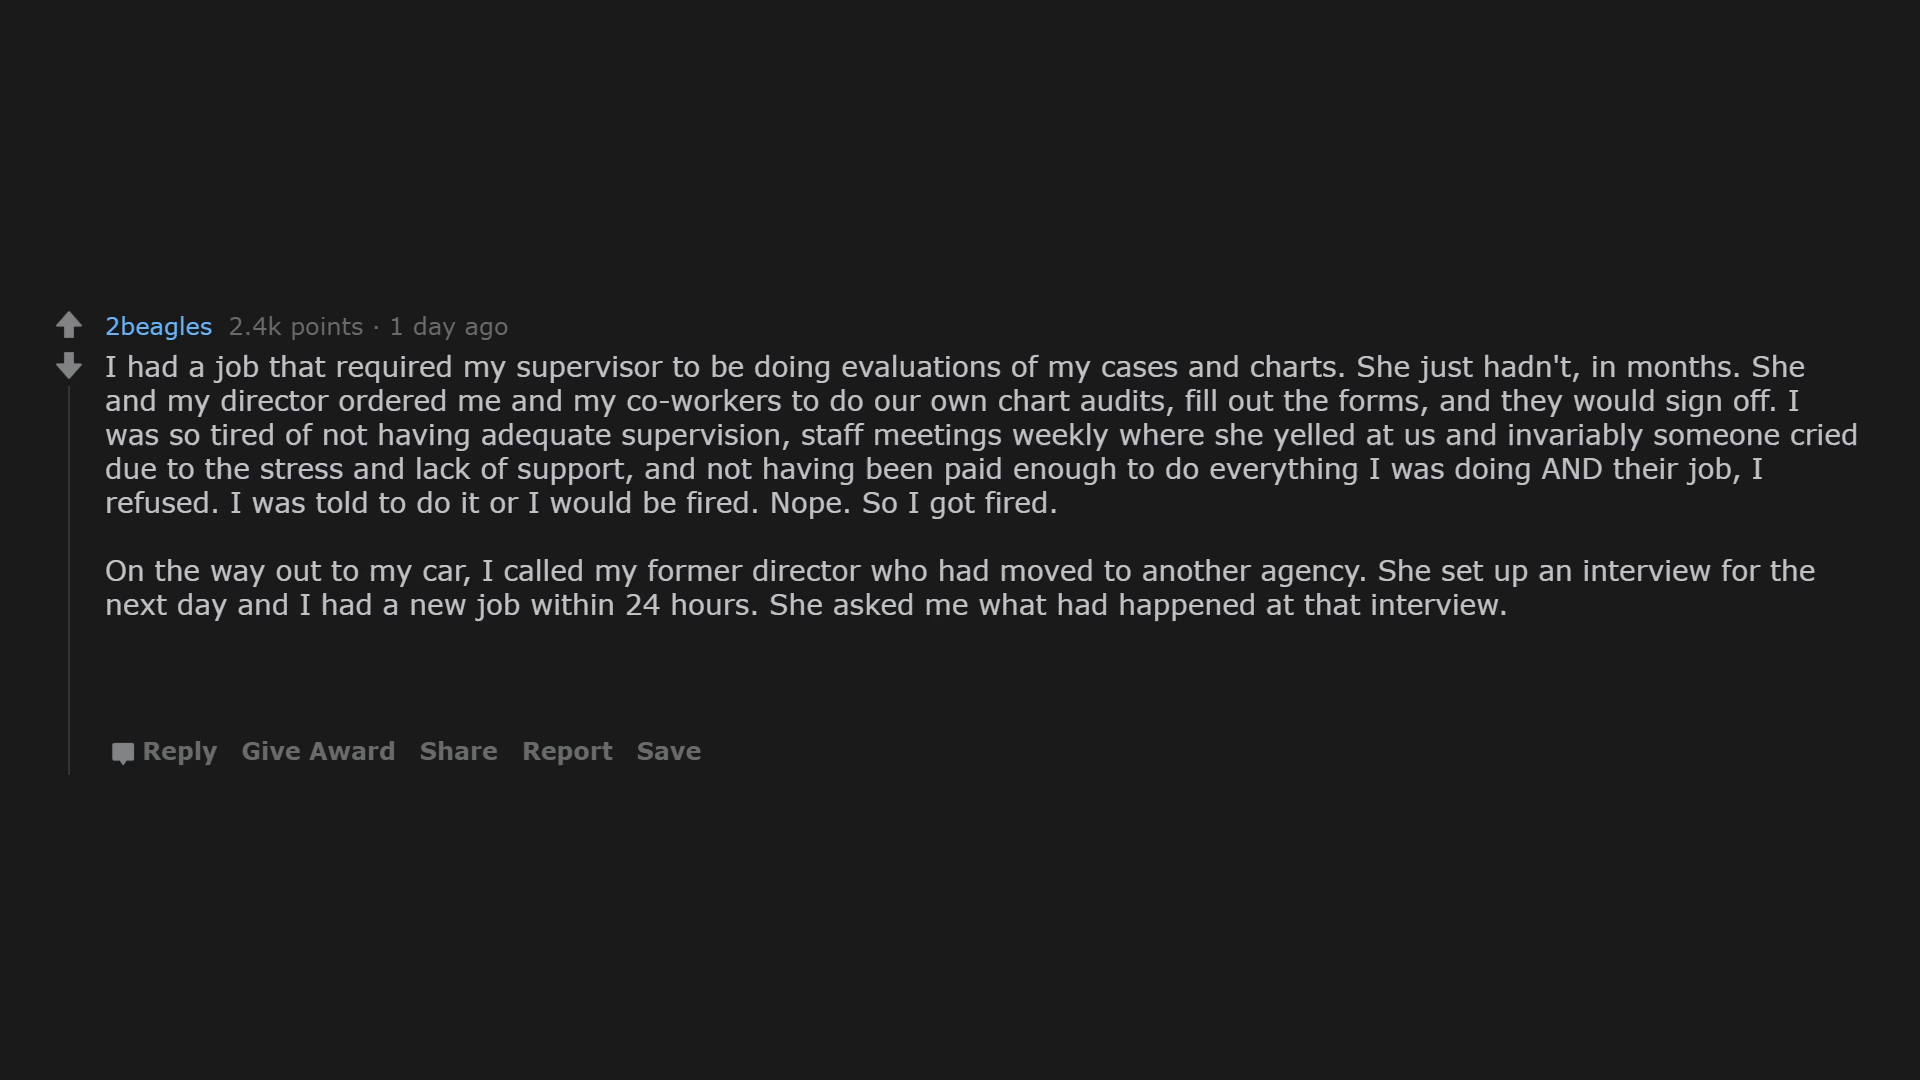 2beagles 2.4k points · 1 day ago
I had a job that required my supervisor to be doing evaluations of my cases and charts. She just hadn't, in months. She
and my director ordered me and my co-workers to do our own chart audits, fill out the forms, and they would sign off. I
was so tired of not having adequate supervision, staff meetings weekly where she yelled at us and invariably someone cried
due to the stress and lack of support, and not having been paid enough to do everything I was doing AND their job, I
refused. I was told to do it or I would be fired. Nope. So I got fired.
On the way out to my car, I called my former director who had moved to another agency. She set up an interview for the
next day and I had a new job within 24 hours. She asked me what had happened at that interview.
Reply Give Award Share Report Save